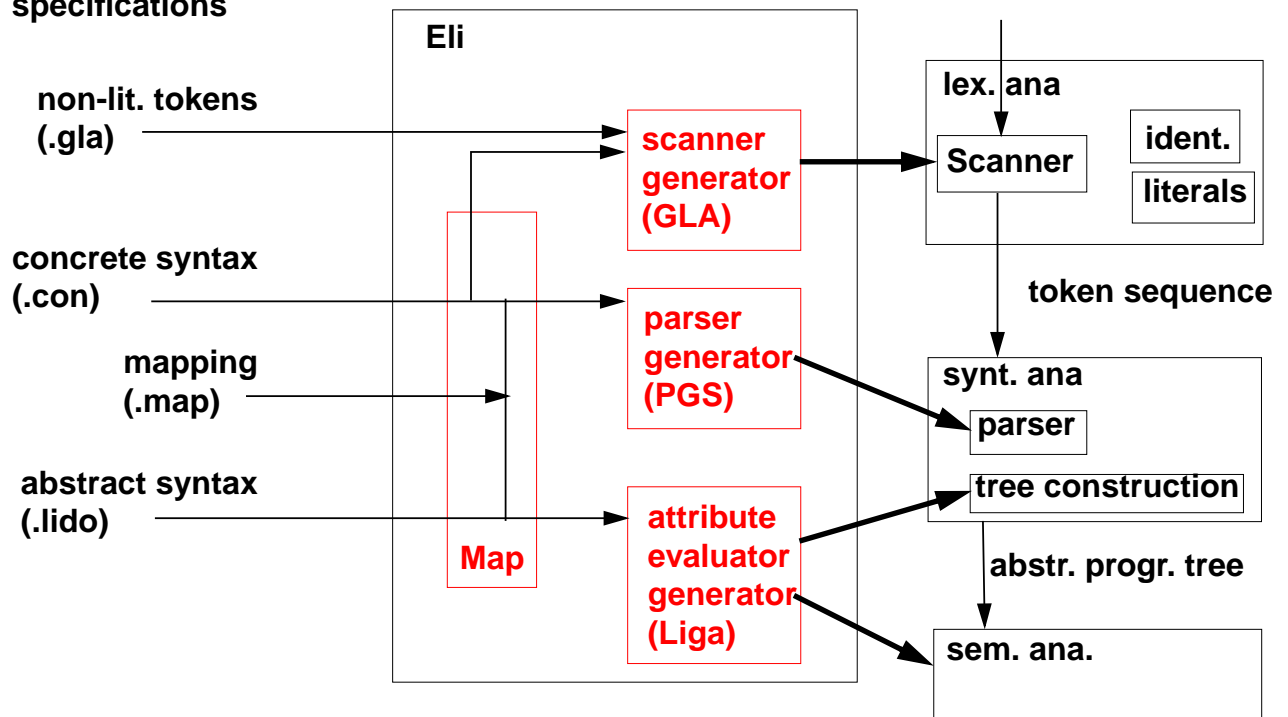 specifications
Eli
non-lit. tokens
(.gla)
scanner
generator
(GLA)
lex. ana
Scanner
ident.
literals
concrete syntax
(.con)
token sequence
parser
generator
(PGS)
mapping
(.map)
synt. ana
parser
tree construction
abstract syntax
(.lido)
Map
attribute
evaluator
generator
(Liga)
abstr. progr. tree
sem. ana.